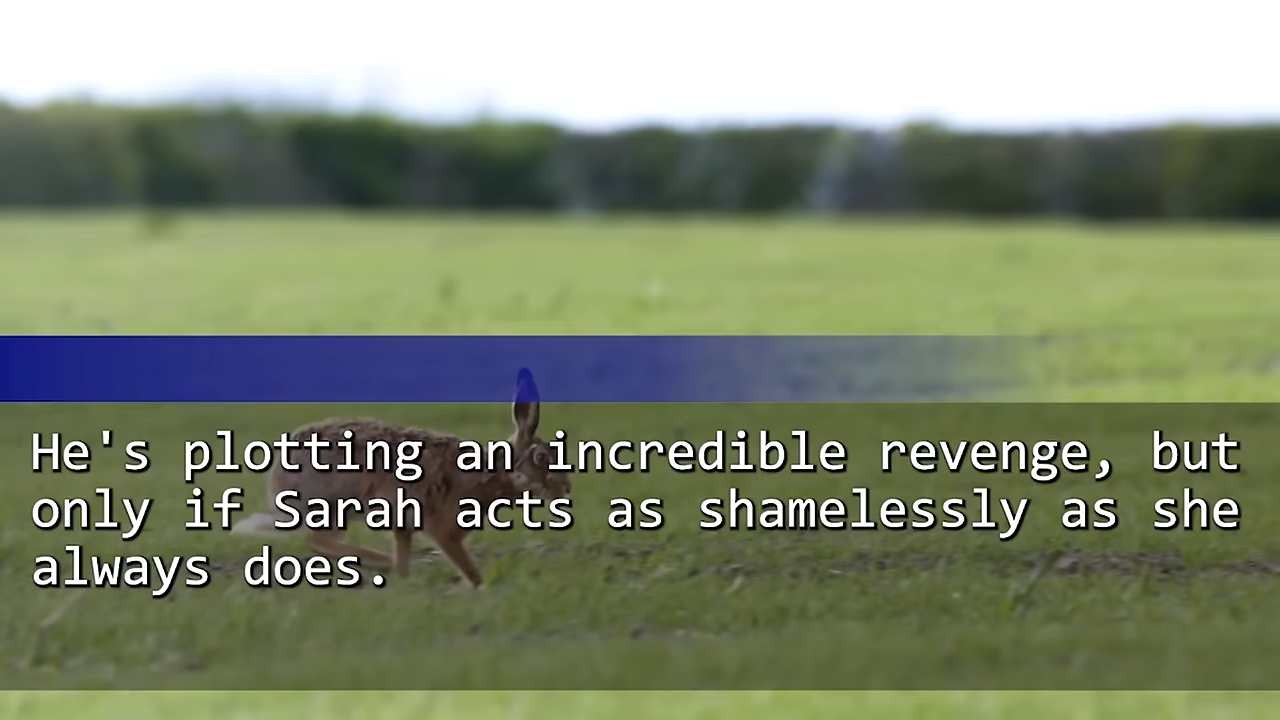 He's plotting an incredible revenge, but
only if Sarah acts as shamelessly as she
always does.